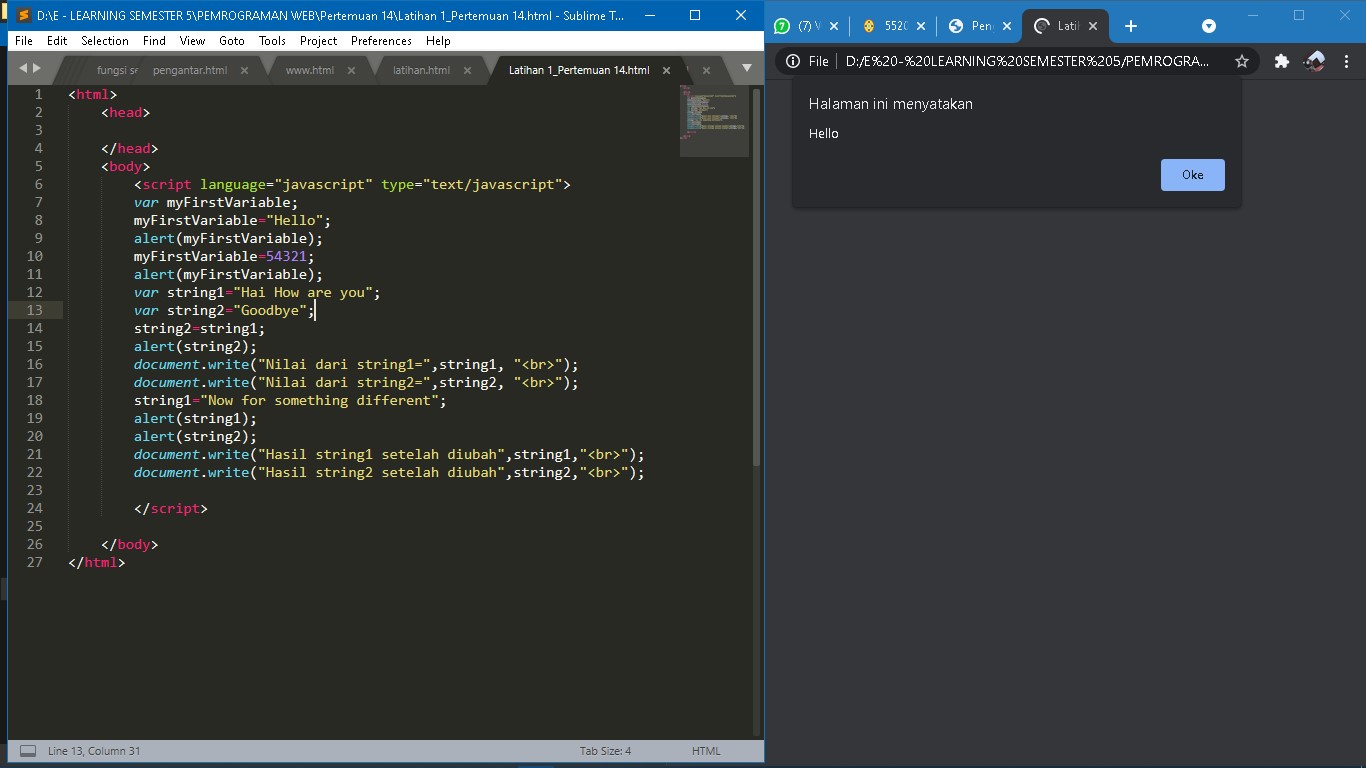 D:\E - LEARNING SEMESTER 5\PEMROGRAMAN WEB\Pertemuan 14\Latihan 1_Pertemuan 14.html - Sublime T...
File Edit Selection Find View Goto Tools Project Preferences Help
fungsi se pengantar.html www.html latihan.html Latihan 1_Pertemuan 14.html
1 <html>
2 <head>
3
4 </head>
5 <body>
6 <script language="javascript" type="text/javascript">
7 var myFirstVariable;
8 myFirstVariable="Hello";
9 alert(myFirstVariable);
10 myFirstVariable=54321;
11 alert(myFirstVariable);
12 var string1="Hai How are you";
13 var string2="Goodbye";
14 string2=string1;
15 alert(string2);
16 document.write("Nilai dari string1=",string1, "<br>");
17 document.write("Nilai dari string2=",string2, "<br>");
18 string1="Now for something different";
19 alert(string1);
20 alert(string2);
21 document.write("Hasil string1 setelah diubah",string1,"<br>");
22 document.write("Hasil string2 setelah diubah",string2,"<br>");
23
24 </script>
25
26 </body>
27 </html>
Line 13, Column 31 Tab Size: 4 HTML
7 (7) V 552( Pen Latil
File D:/E%20-%20LEARNING%20SEMESTER%205/PEMROGRA...
Halaman ini menyatakan
Hello
Oke